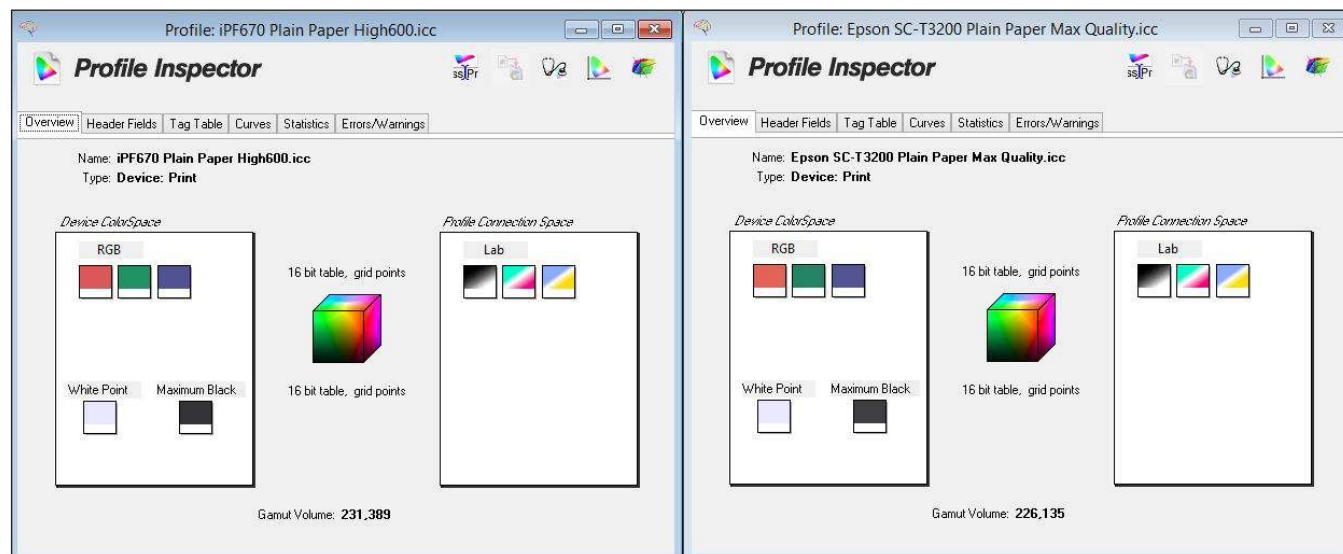 Profile: iPF670 Plain Paper High600.icc
Profile Inspector
Overview Header Fields Tag Table Curves Statistics Errors/Warnings
Name: iPF670 Plain Paper High600.icc
Type: Device: Print
Device ColorSpace
Profile Connection Space
RGB
Lab
16 bit table, grid points
White Point
Maximum Black
16 bit table, grid points
Gamut Volume: 231,389
Profile: Epson SC-T3200 Plain Paper Max Quality.icc
Profile Inspector
Overview Header Fields Tag Table Curves Statistics Errors/Warnings
Name: Epson SC-T3200 Plain Paper Max Quality.icc
Type: Device: Print
Device ColorSpace
Profile Connection Space
RGB
Lab
16 bit table, grid points
White Point
Maximum Black
16 bit table, grid points
Gamut Volume: 226,135